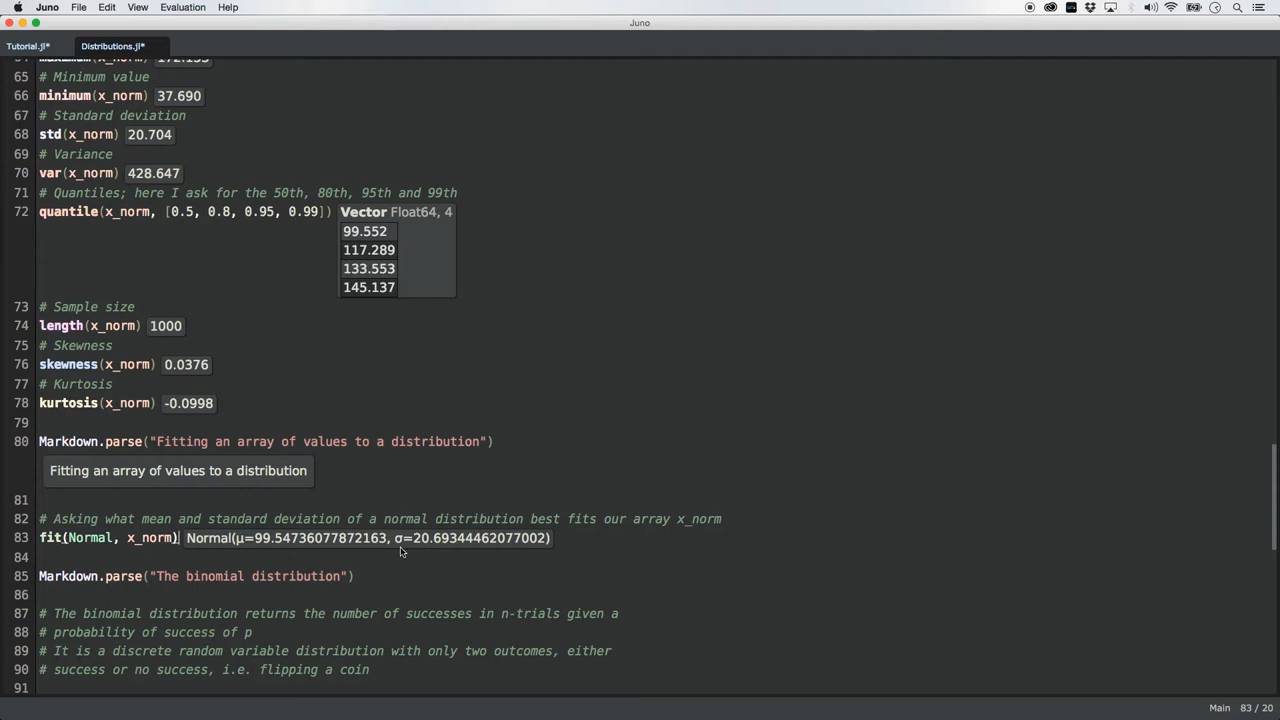 Juno File Edit View Evaluation Help
Juno
Tutorial.jl* Distributions.jl*
64 maximum(x_norm) 172.155
65 # Minimum value
66 minimum(x_norm) 37.690
67 # Standard deviation
68 std(x_norm) 20.704
69 # Variance
70 var(x_norm) 428.647
71 # Quantiles; here I ask for the 50th, 80th, 95th and 99th
72 quantile(x_norm, [0.5, 0.8, 0.95, 0.99]) Vector Float64, 4
99.552
117.289
133.553
145.137
73 # Sample size
74 length(x_norm) 1000
75 # Skewness
76 skewness(x_norm) 0.0376
77 # Kurtosis
78 kurtosis(x_norm) -0.0998
79
80 Markdown.parse("Fitting an array of values to a distribution")
Fitting an array of values to a distribution
81
82 # Asking what mean and standard deviation of a normal distribution best fits our array x_norm
83 fit(Normal, x_norm) Normal(μ=99.54736077872163, σ=20.69344462077002)
84
85 Markdown.parse("The binomial distribution")
86
87 # The binomial distribution returns the number of successes in n-trials given a
88 # probability of success of p
89 # It is a discrete random variable distribution with only two outcomes, either
90 # success or no success, i.e. flipping a coin
91
Main 83 / 20